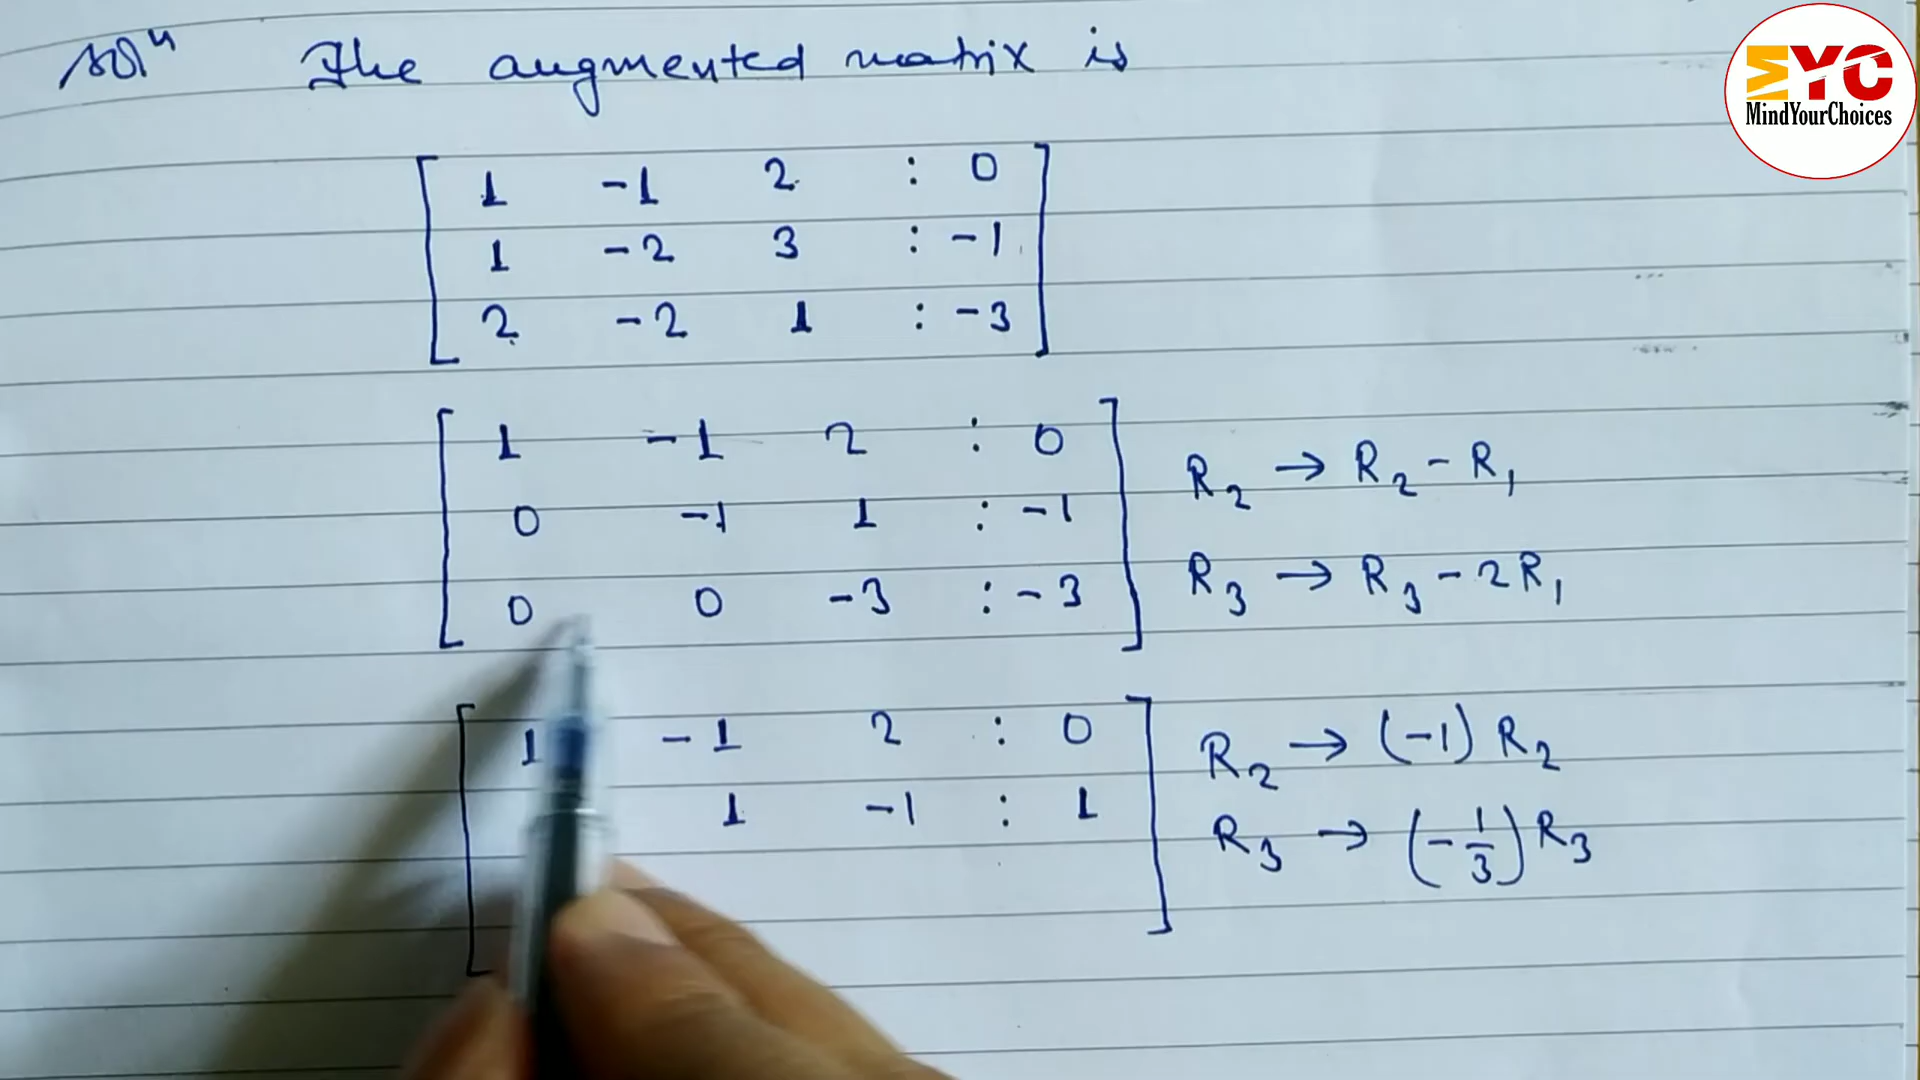 Soln The augmented matrix is
MYC
MindYourChoices
1 -1 2 : 0
1 -2 3 : -1
2 -2 1 : -3
1 -1 2 : 0
0 -1 1 : -1
0 0 -3 : -3
R2 → R2 - R1
R3 → R3 - 2R1
1 -1 2 : 0
1 -1 : 1
R2 → (-1) R2
R3 → (-1/3) R3